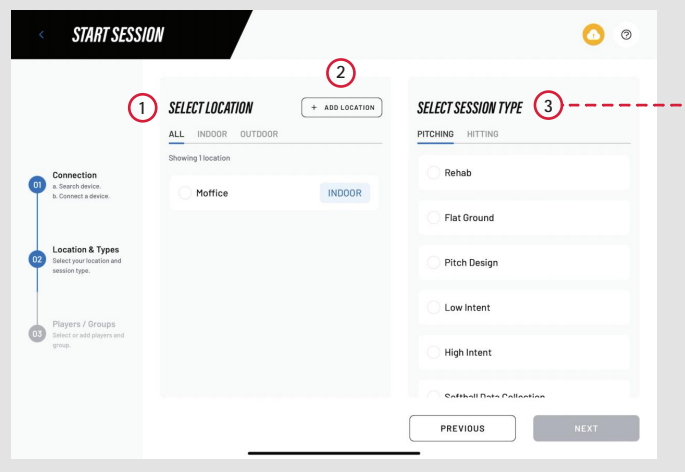 START SESSION
2
1
SELECT LOCATION
+ ADD LOCATION
ALL INDOOR OUTDOOR
Showing 1 location
Moffice
INDOOR
SELECT SESSION TYPE
3
PITCHING HITTING
Rehab
Flat Ground
Pitch Design
Low Intent
High Intent
Softball Data Collection
01
Connection
a. Search device.
b. Connect a device.
02
Location & Types
Select your location and
session type.
03
Players / Groups
Select or add players and
group.
PREVIOUS
NEXT